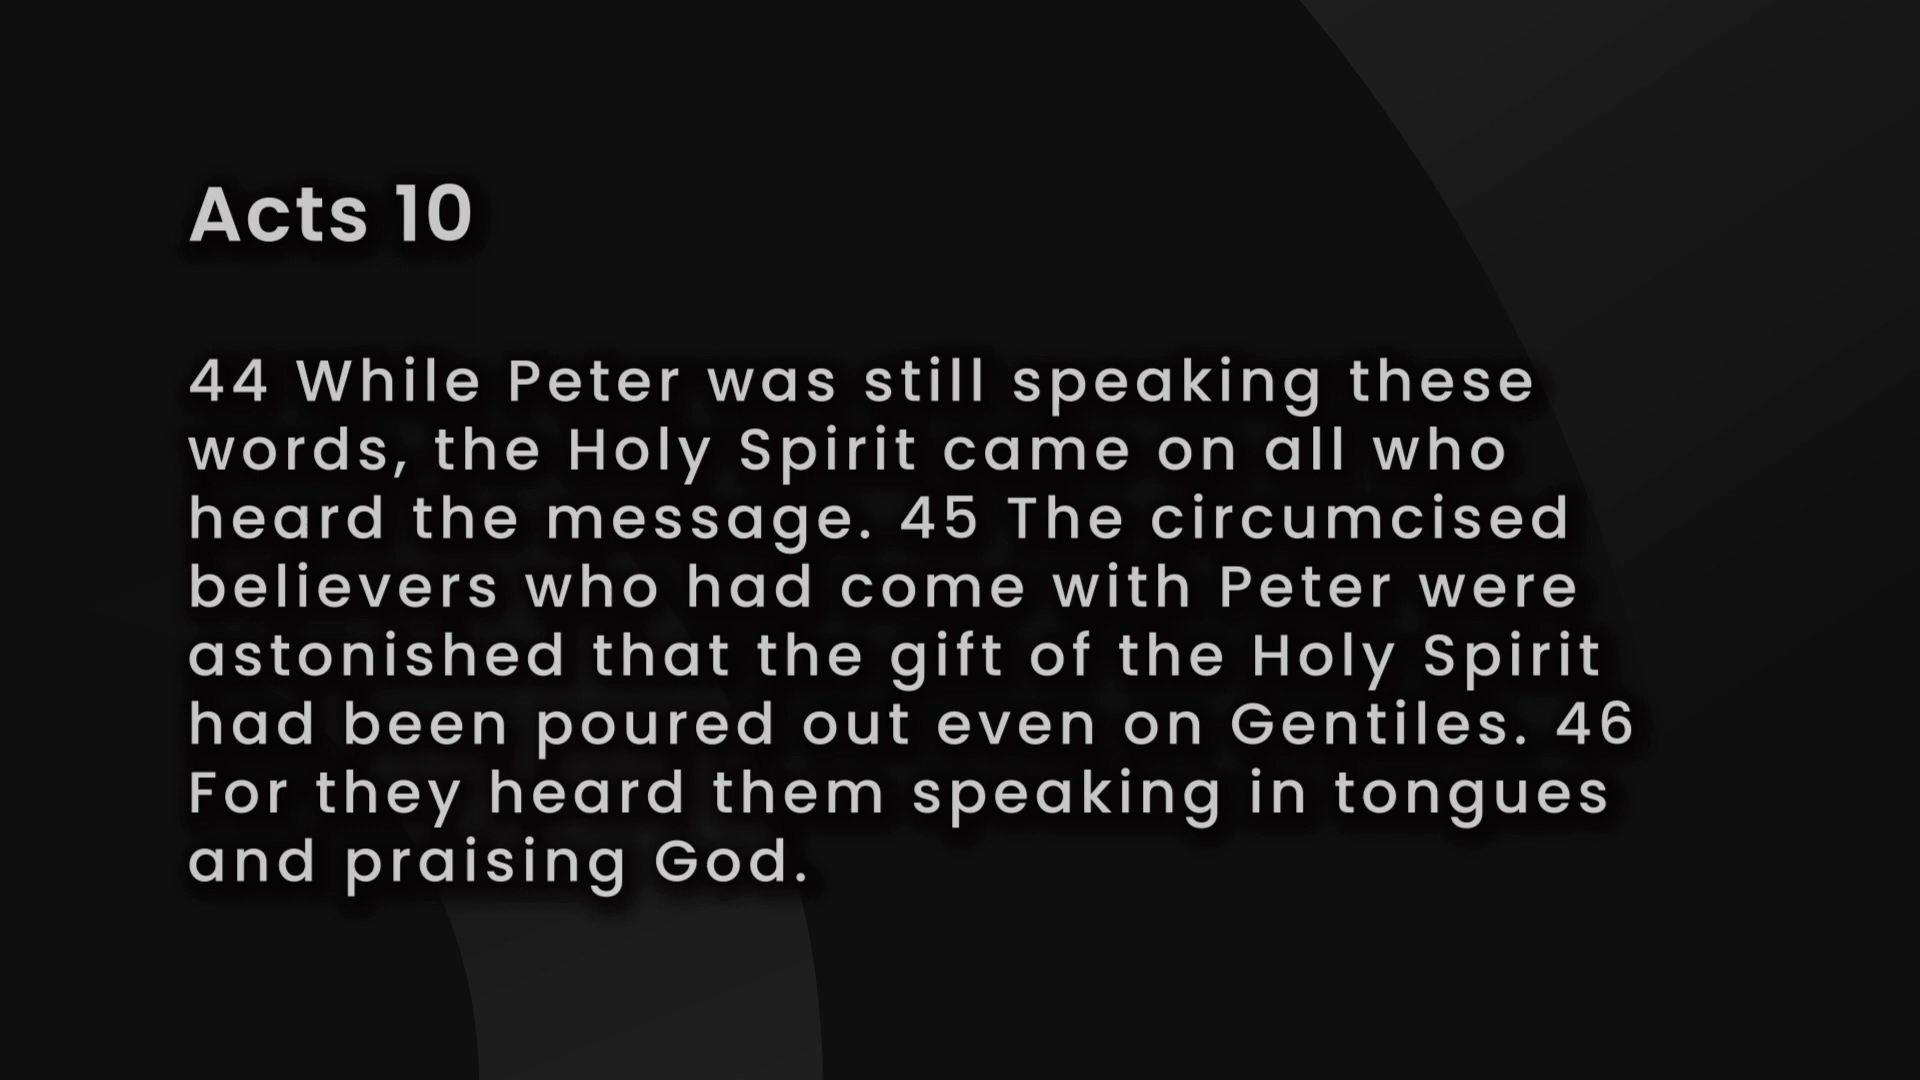 Acts 10
44 While Peter was still speaking these
words, the Holy Spirit came on all who
heard the message. 45 The circumcised
believers who had come with Peter were
astonished that the gift of the Holy Spirit
had been poured out even on Gentiles. 46
For they heard them speaking in tongues
and praising God.